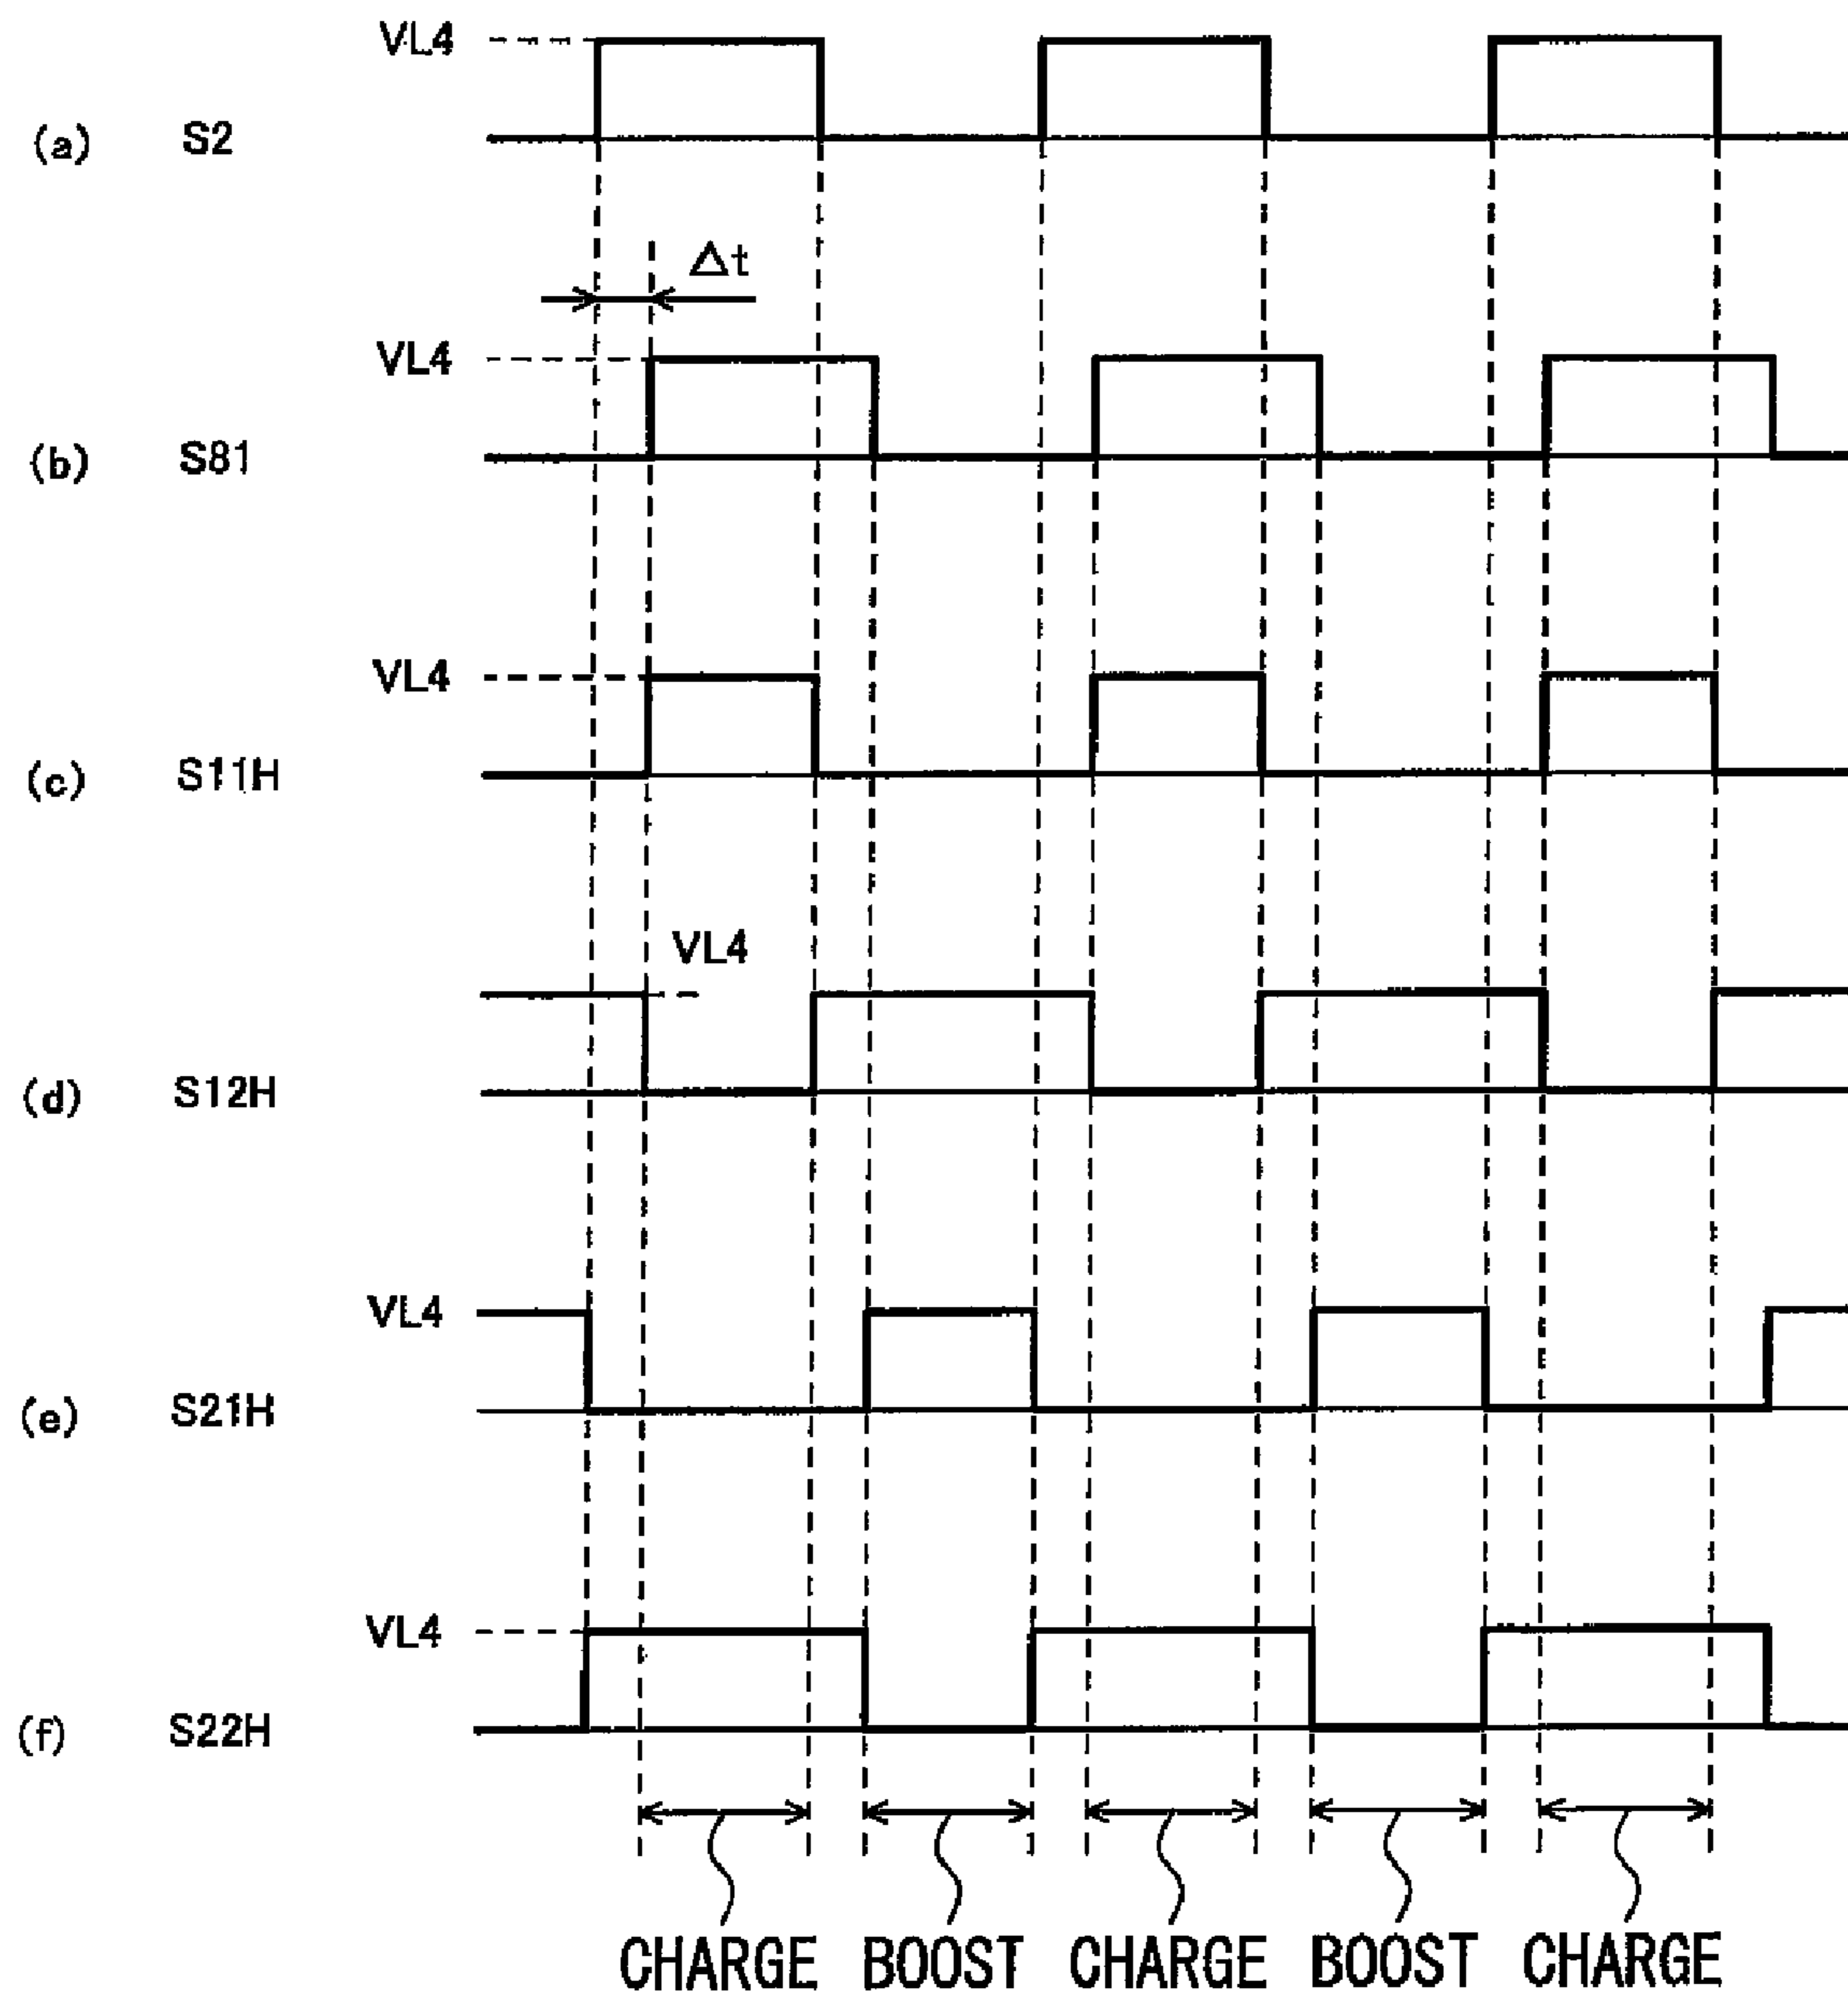 VL4
(a) S2
Δt
VL4
(b) S81
VL4
(c) S11H
VL4
(d) S12H
VL4
(e) S21H
VL4
(f) S22H
CHARGE BOOST CHARGE BOOST CHARGE